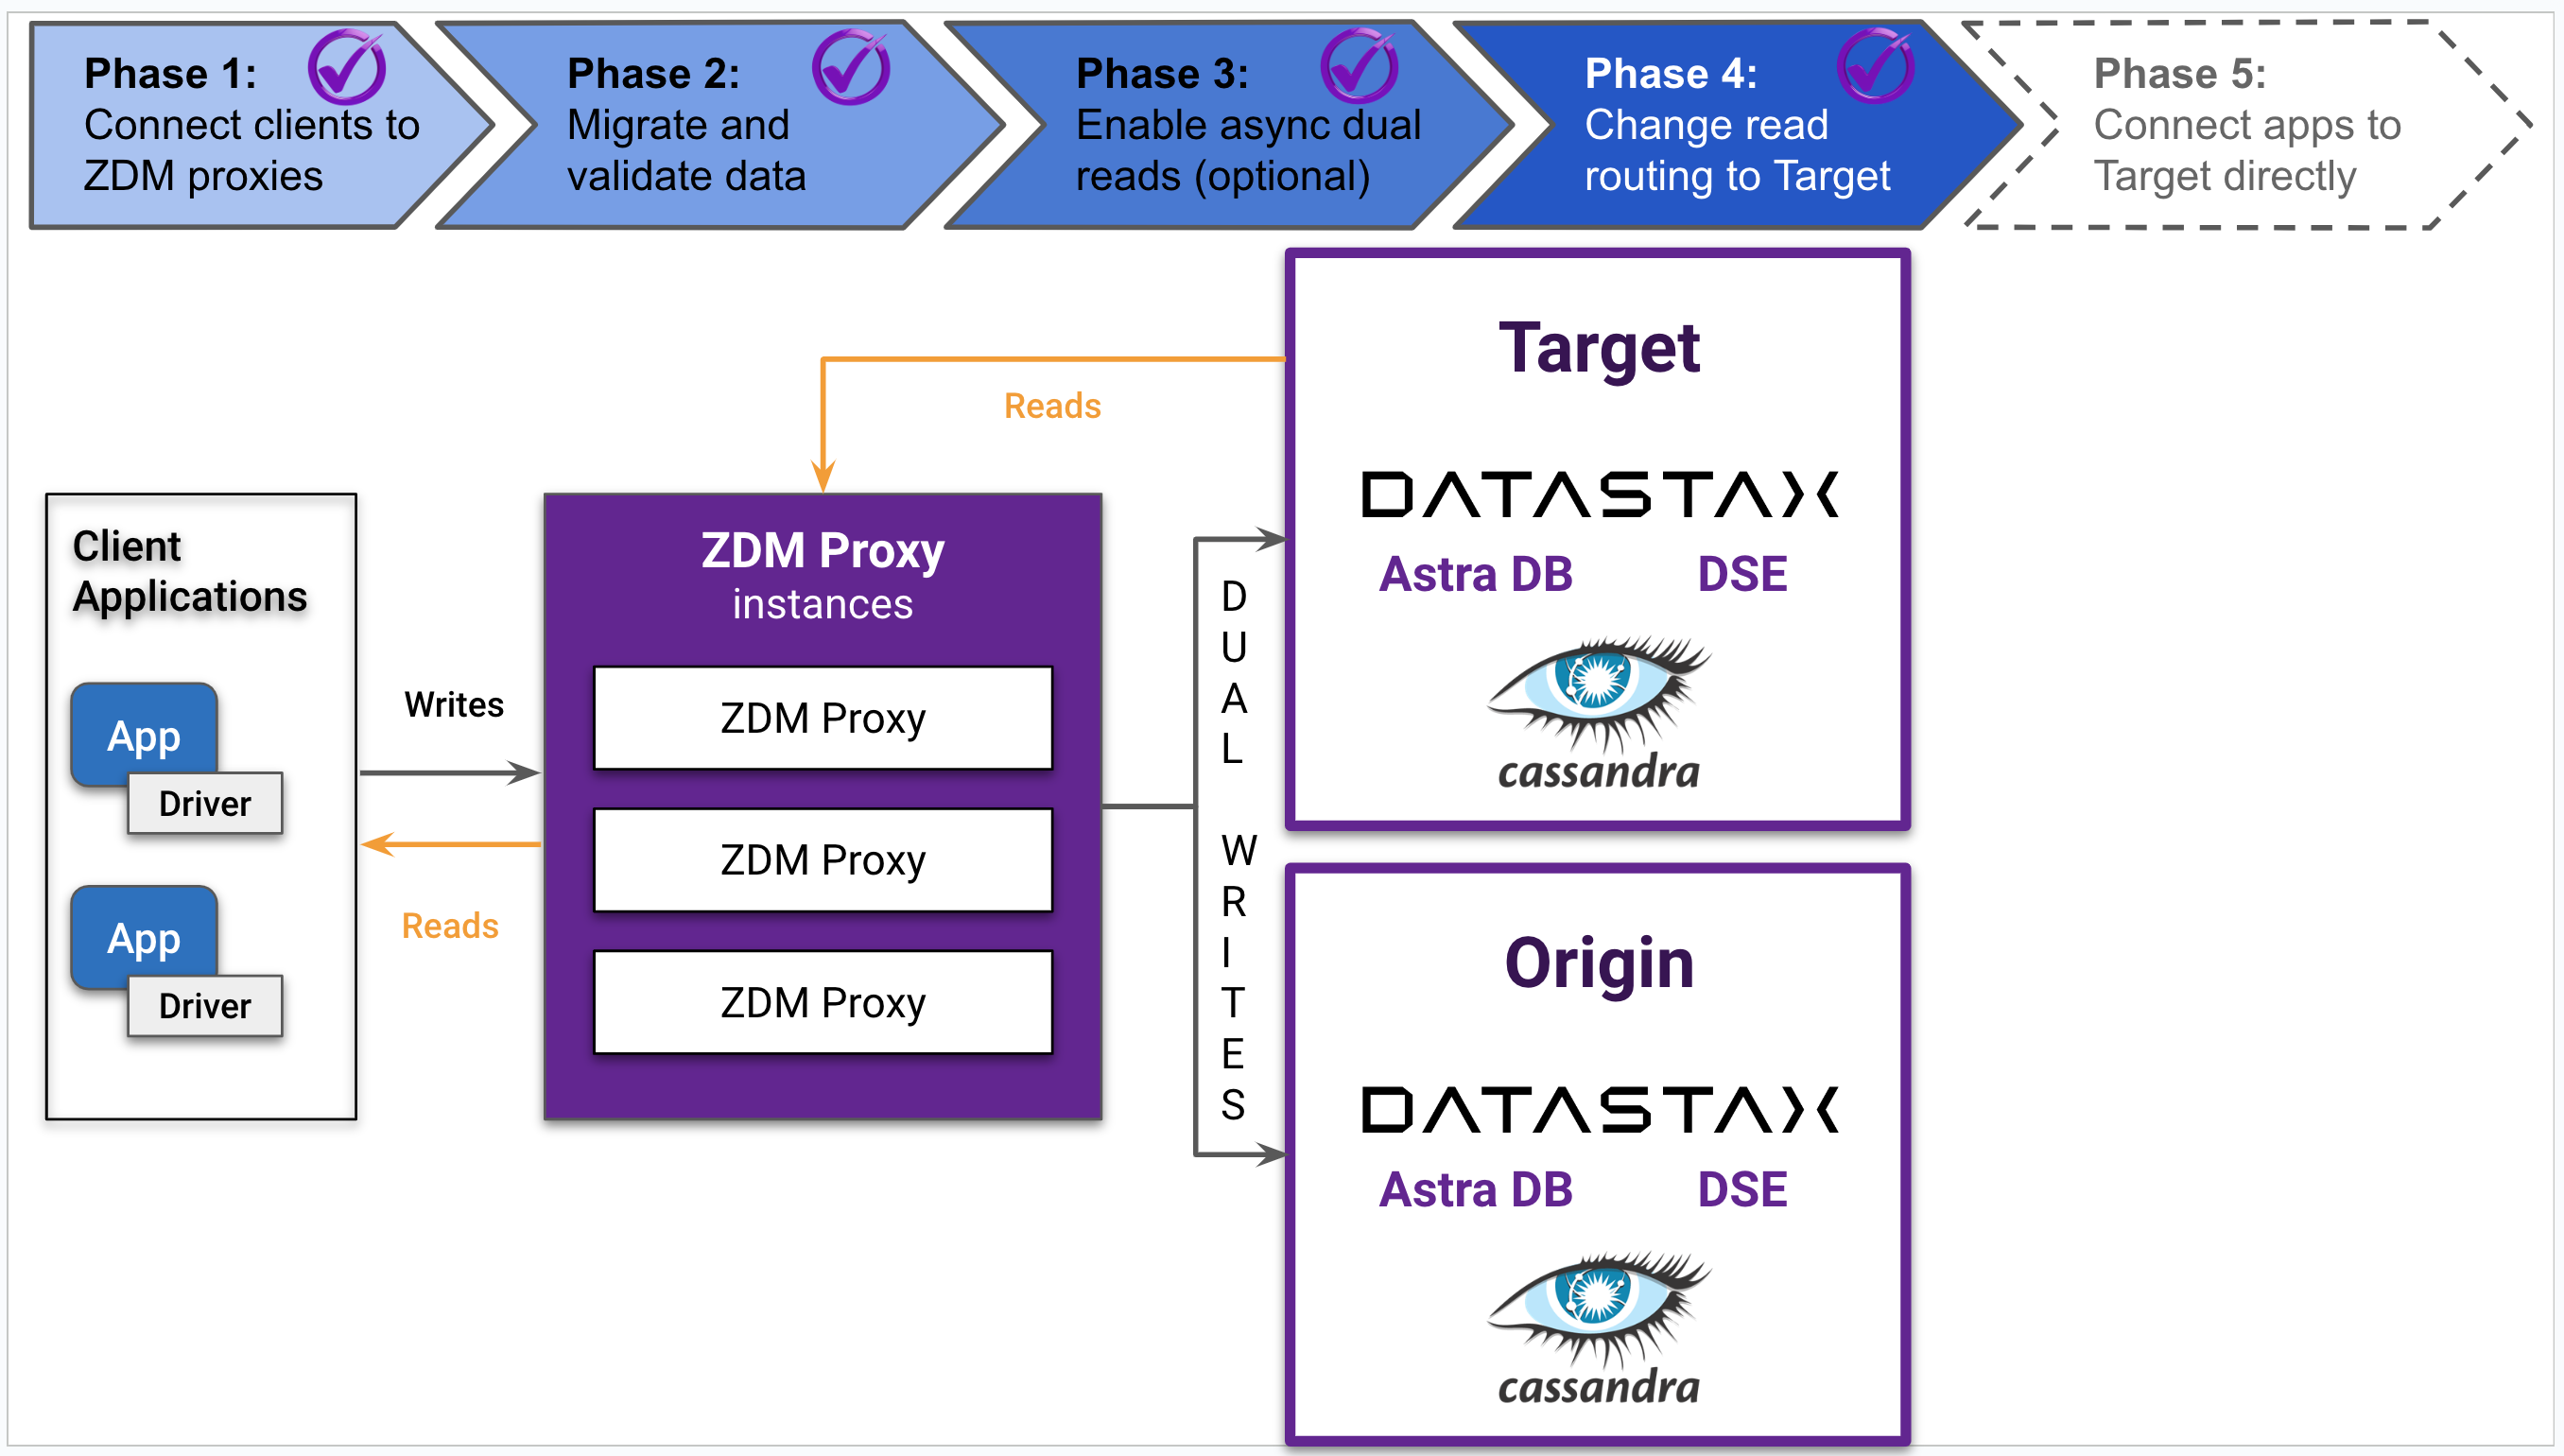 Phase 1:
Connect clients to
ZDM proxies
Phase 2:
Migrate and
validate data
Phase 3:
Enable async dual
reads (optional)
Phase 4:
Change read
routing to Target
Phase 5:
Connect apps to
Target directly
Client
Applications
App
Driver
App
Driver
Writes
Reads
ZDM Proxy
instances
ZDM Proxy
ZDM Proxy
ZDM Proxy
Reads
DUAL WRITES
Target
DATASTAX
Astra DB DSE
cassandra
Origin
DATASTAX
Astra DB DSE
cassandra